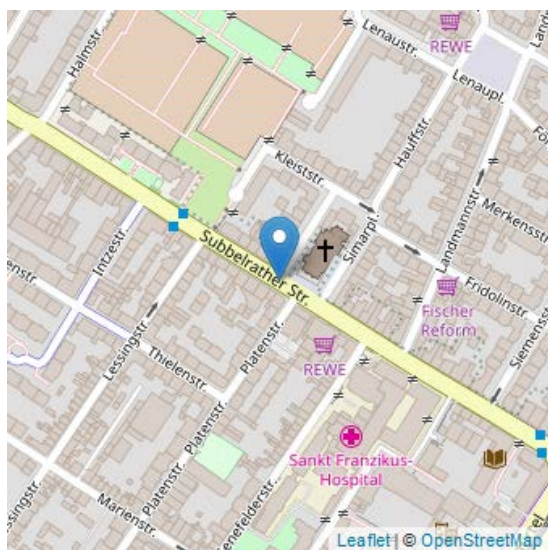 Halmstr.
Lenaustr.
REWE
Lenaupl.
Hauffstr.
Kleiststr.
Simarpl.
Landmannstr.
Merkensstr.
Intzestr.
Subbelrather Str.
Fridolinstr.
Fischer
Reform
Siemensstr.
Lessingstr.
Platenstr.
Thielenstr.
REWE
Platenstr.
Sankt Franzikus-
Hospital
Lessingstr.
Platenstr.
Marienstr.
Leaflet | © OpenStreetMap